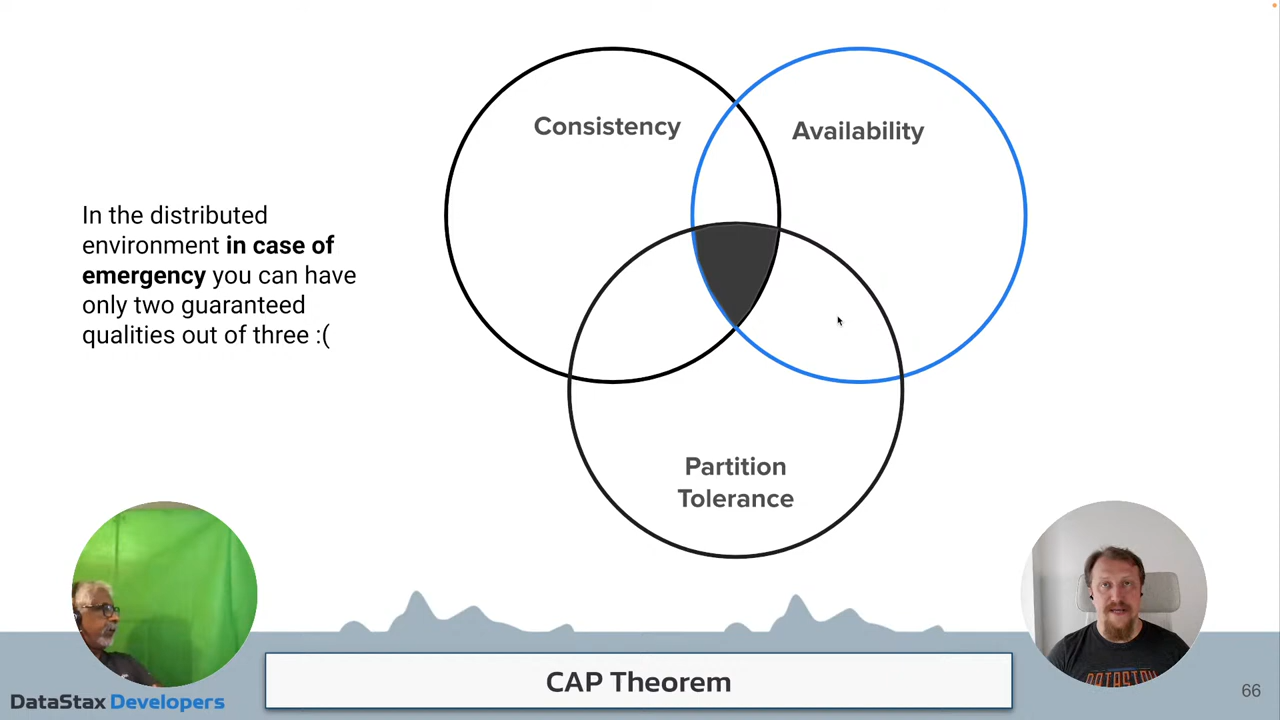 Consistency
Availability
In the distributed
environment in case of
emergency you can have
only two guaranteed
qualities out of three :(
Partition
Tolerance
DATASTAX
CAP Theorem
DataStax Developers
66